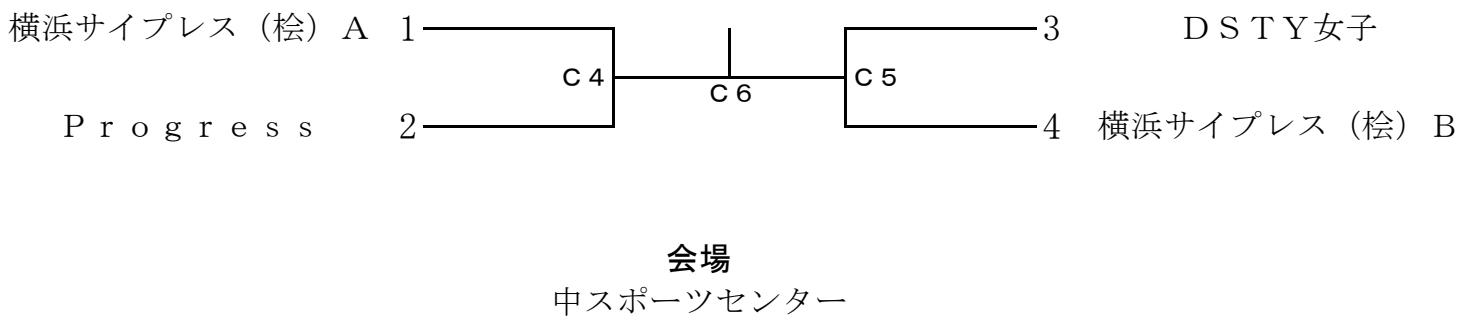 横浜サイプレス（桧）Ａ 1 3 ＤＳＴＹ女子
Ｃ４ Ｃ６ Ｃ５
Ｐｒｏｇｒｅｓｓ 2 4 横浜サイプレス（桧）Ｂ
会場
中スポーツセンター